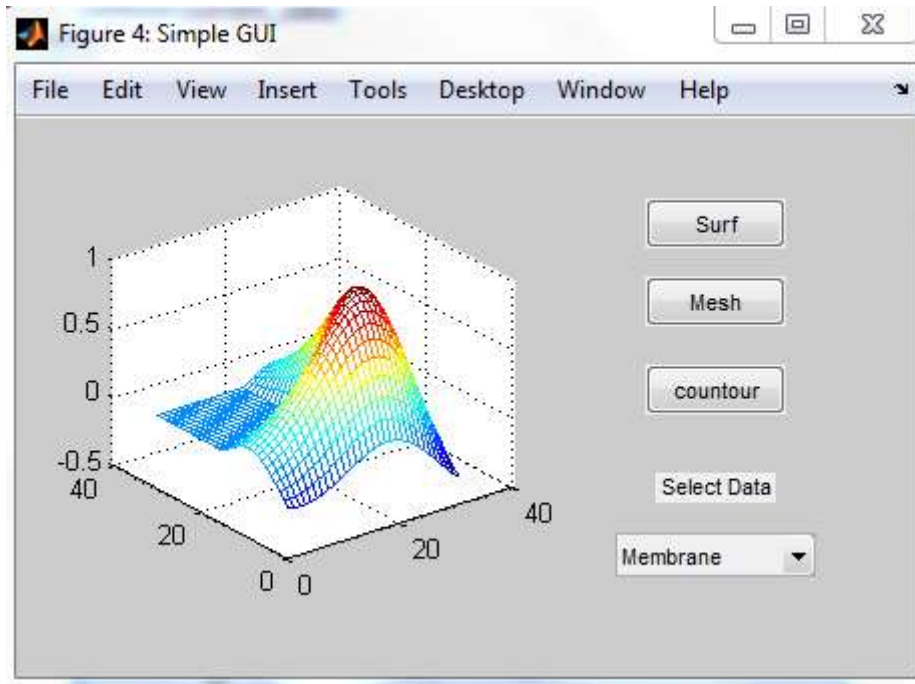 Figure 4: Simple GUI
File Edit View Insert Tools Desktop Window Help
Surf
Mesh
countour
Select Data
Membrane
1
0.5
0
-0.5
40
20
0
0
20
40